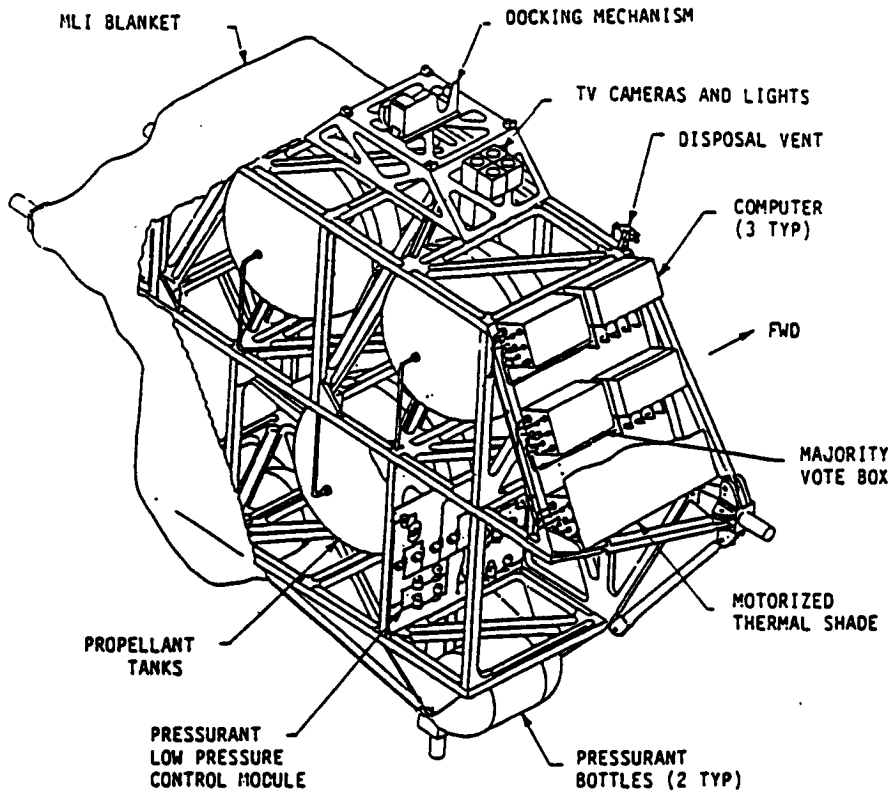 MLI BLANKET
DOCKING MECHANISM
TV CAMERAS AND LIGHTS
DISPOSAL VENT
COMPUTER
(3 TYP)
FWD
MAJORITY
VOTE BOX
MOTORIZED
THERMAL SHADE
PROPELLANT
TANKS
PRESSURANT
LOW PRESSURE
CONTROL MODULE
PRESSURANT
BOTTLES (2 TYP)